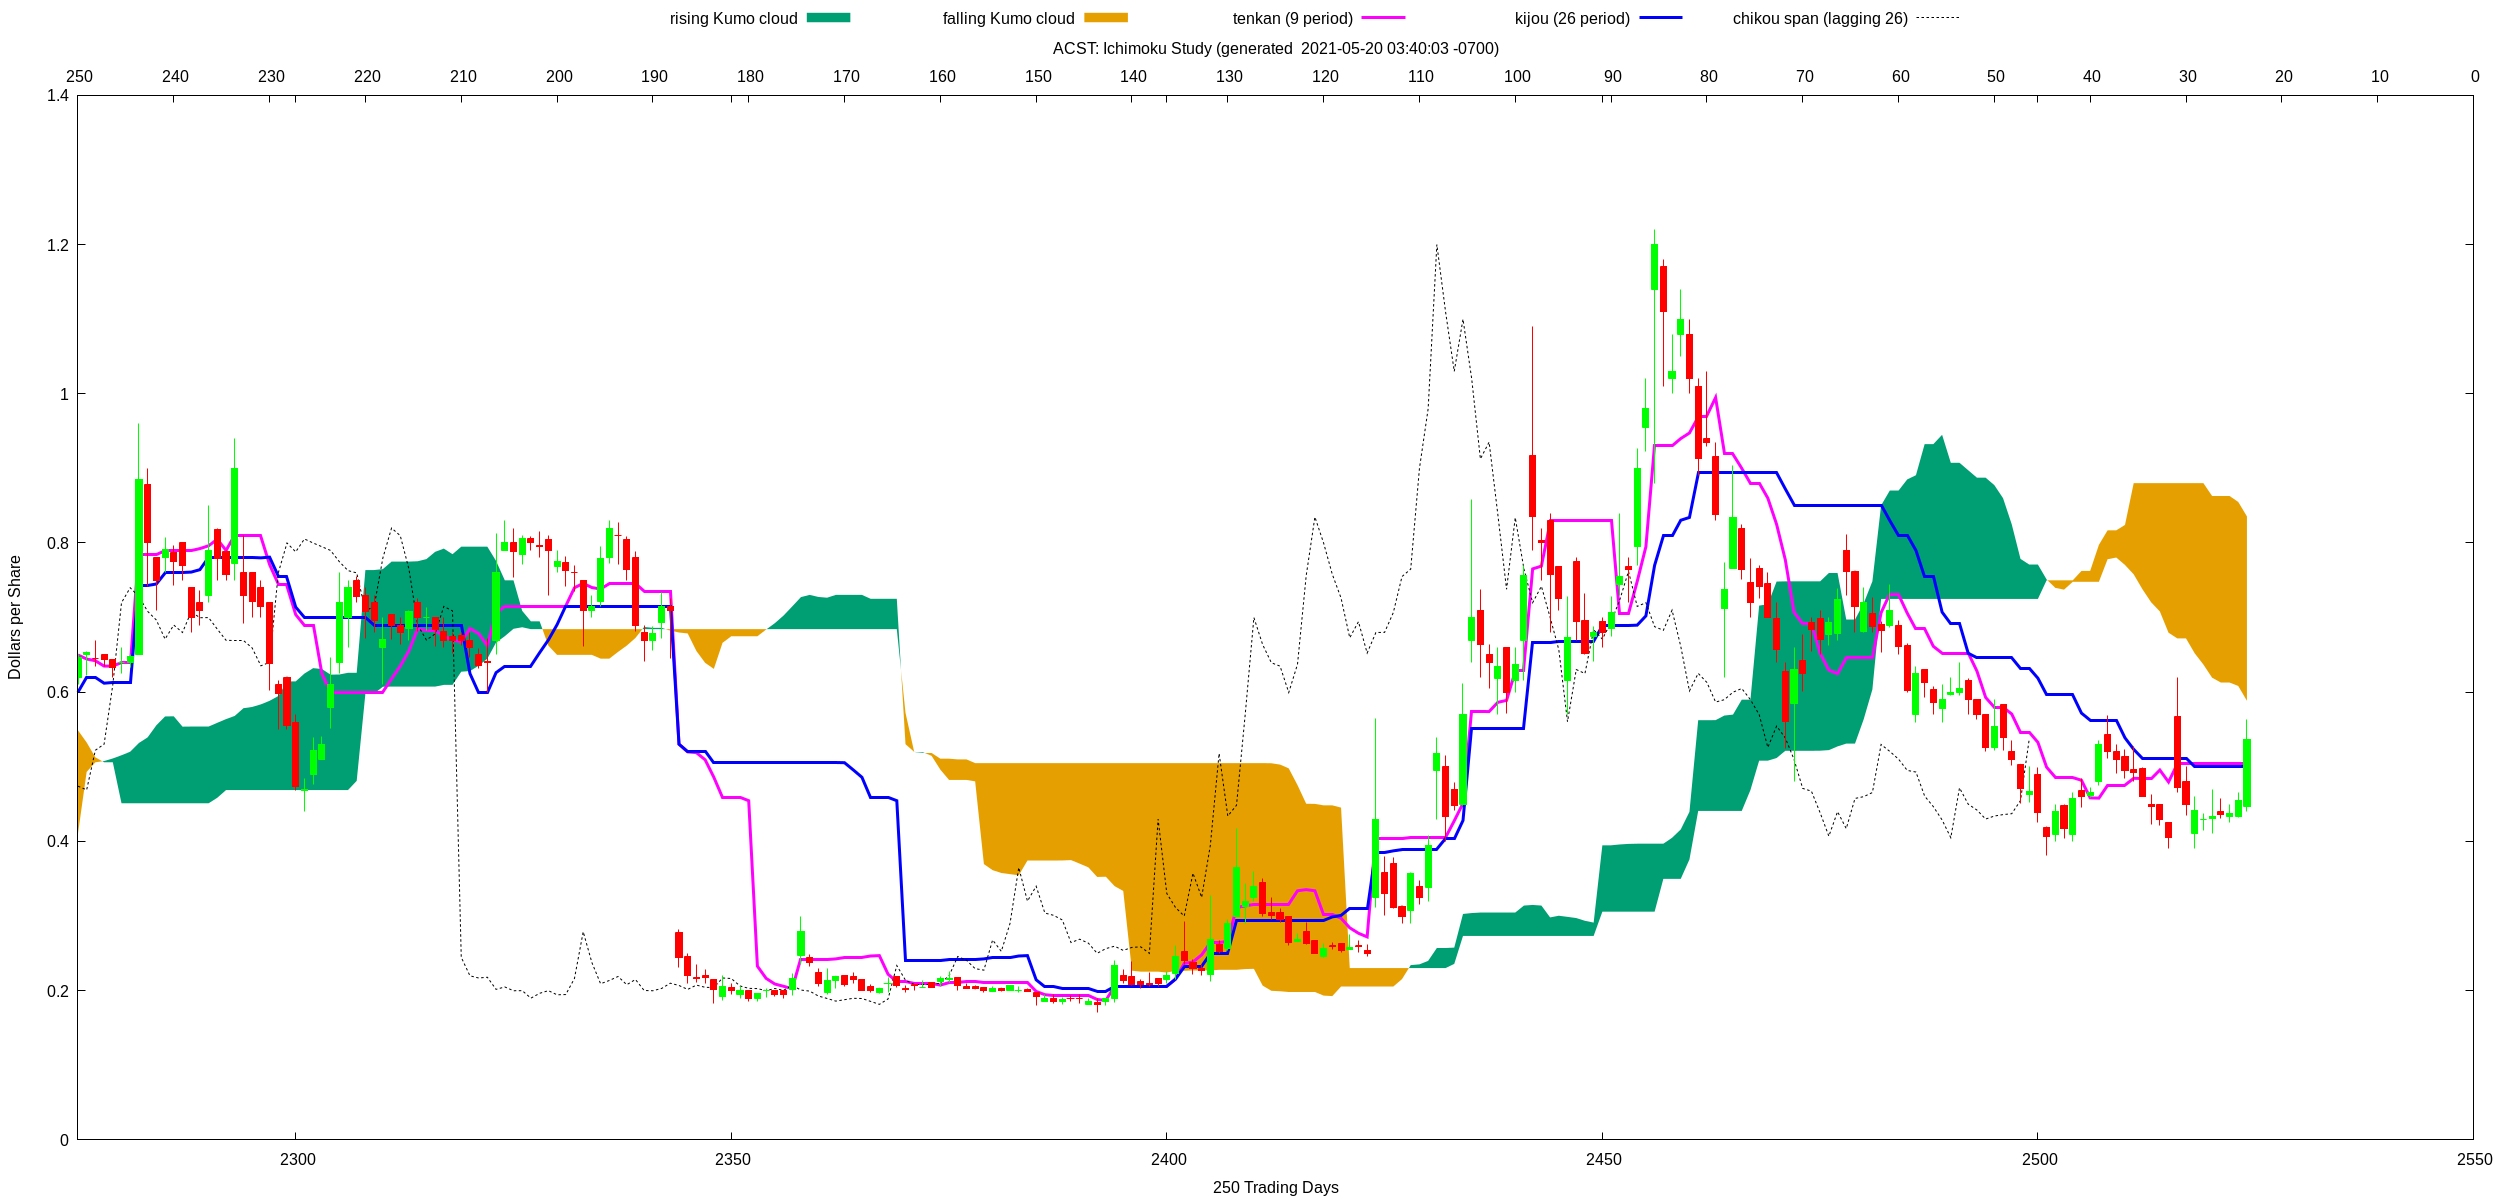 rising Kumo cloud falling Kumo cloud tenkan (9 period) kijou (26 period) chikou span (lagging 26)
ACST: Ichimoku Study (generated  2021-05-20 03:40:03 -0700)
250 240 230 220 210 200 190 180 170 160 150 140 130 120 110 100 90 80 70 60 50 40 30 20 10 0
1.4
1.2
1
0.8
Dollars per Share
0.6
0.4
0.2
0
2300 2350 2400 2450 2500 2550
250 Trading Days